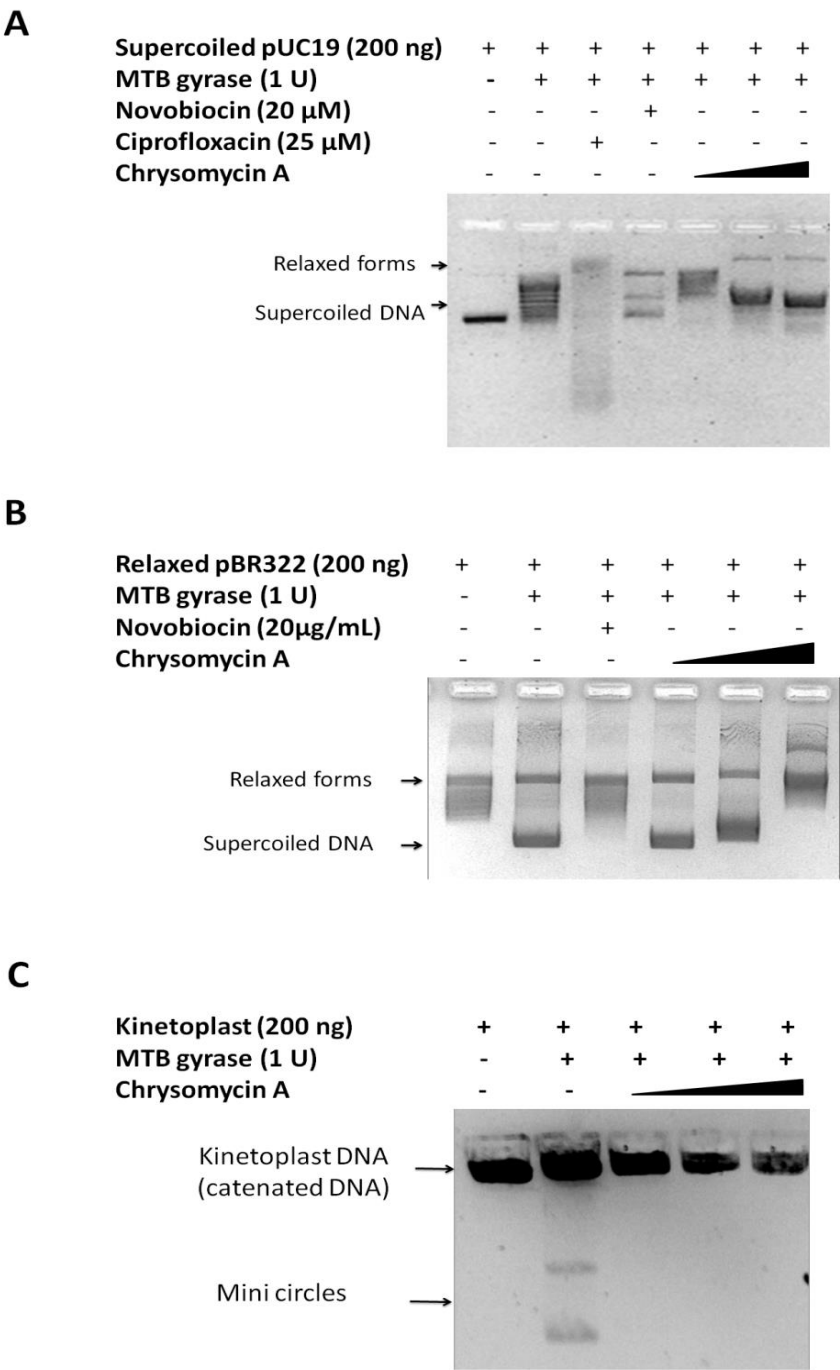 A
Supercoiled pUC19 (200 ng) + + + + + + +
MTB gyrase (1 U) - + + + + + +
Novobiocin (20 µM) - - - + - - -
Ciprofloxacin (25 µM) - - + - - - -
Chrysomycin A - - - -
Relaxed forms
Supercoiled DNA
B
Relaxed pBR322 (200 ng) + + + + + +
MTB gyrase (1 U) - + + + + +
Novobiocin (20µg/mL) - - + - - -
Chrysomycin A - - -
Relaxed forms
Supercoiled DNA
C
Kinetoplast (200 ng) + + + + +
MTB gyrase (1 U) - + + + +
Chrysomycin A - -
Kinetoplast DNA
(catenated DNA)
Mini circles